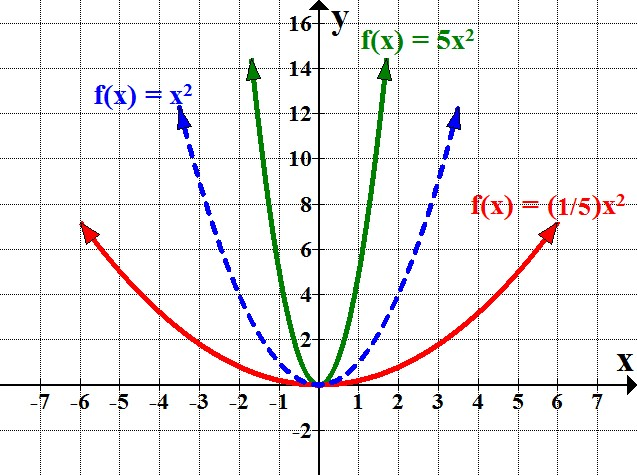 16
y
f(x) = 5x²
14
f(x) = x²
12
10
8
f(x) = (1/5)x²
6
4
2
x
-7 -6 -5 -4 -3 -2 -1 1 2 3 4 5 6 7
-2